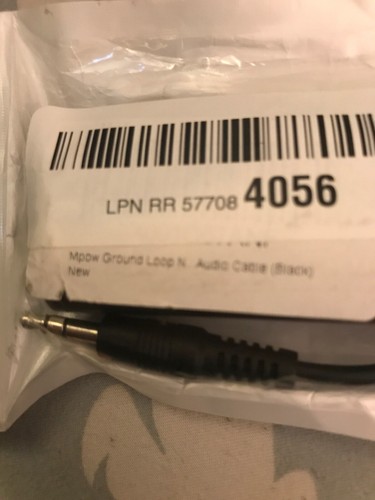 LPN RR 57708 4056
Mpow Ground Loop N.. Audio Cable (Black)
New